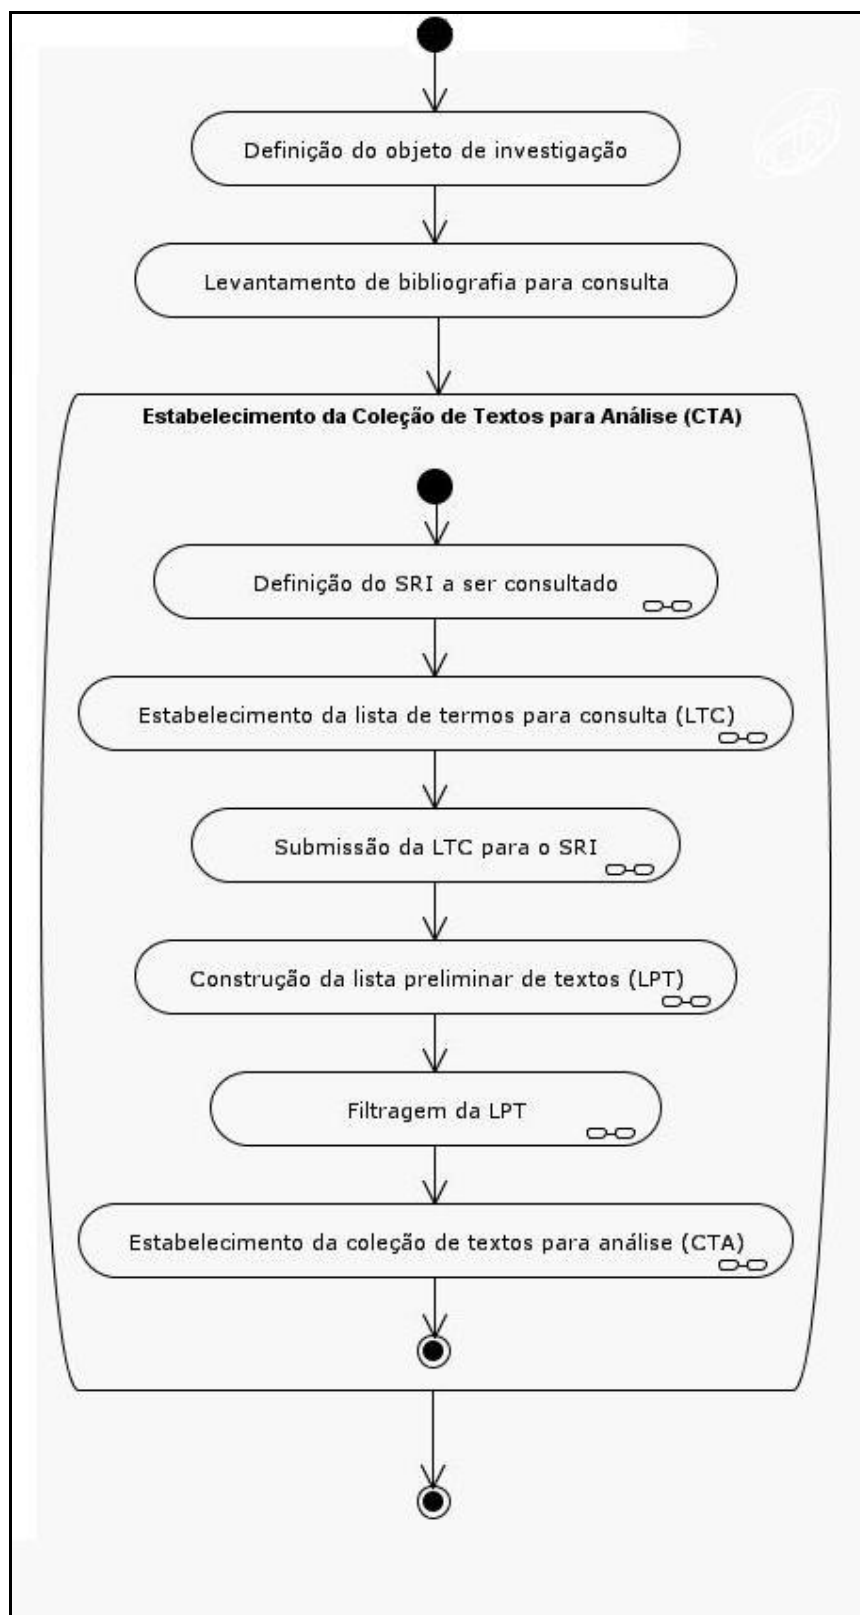 Definição do objeto de investigação
Levantamento de bibliografia para consulta
Estabelecimento da Coleção de Textos para Análise (CTA)
Definição do SRI a ser consultado
Estabelecimento da lista de termos para consulta (LTC)
Submissão da LTC para o SRI
Construção da lista preliminar de textos (LPT)
Filtragem da LPT
Estabelecimento da coleção de textos para análise (CTA)